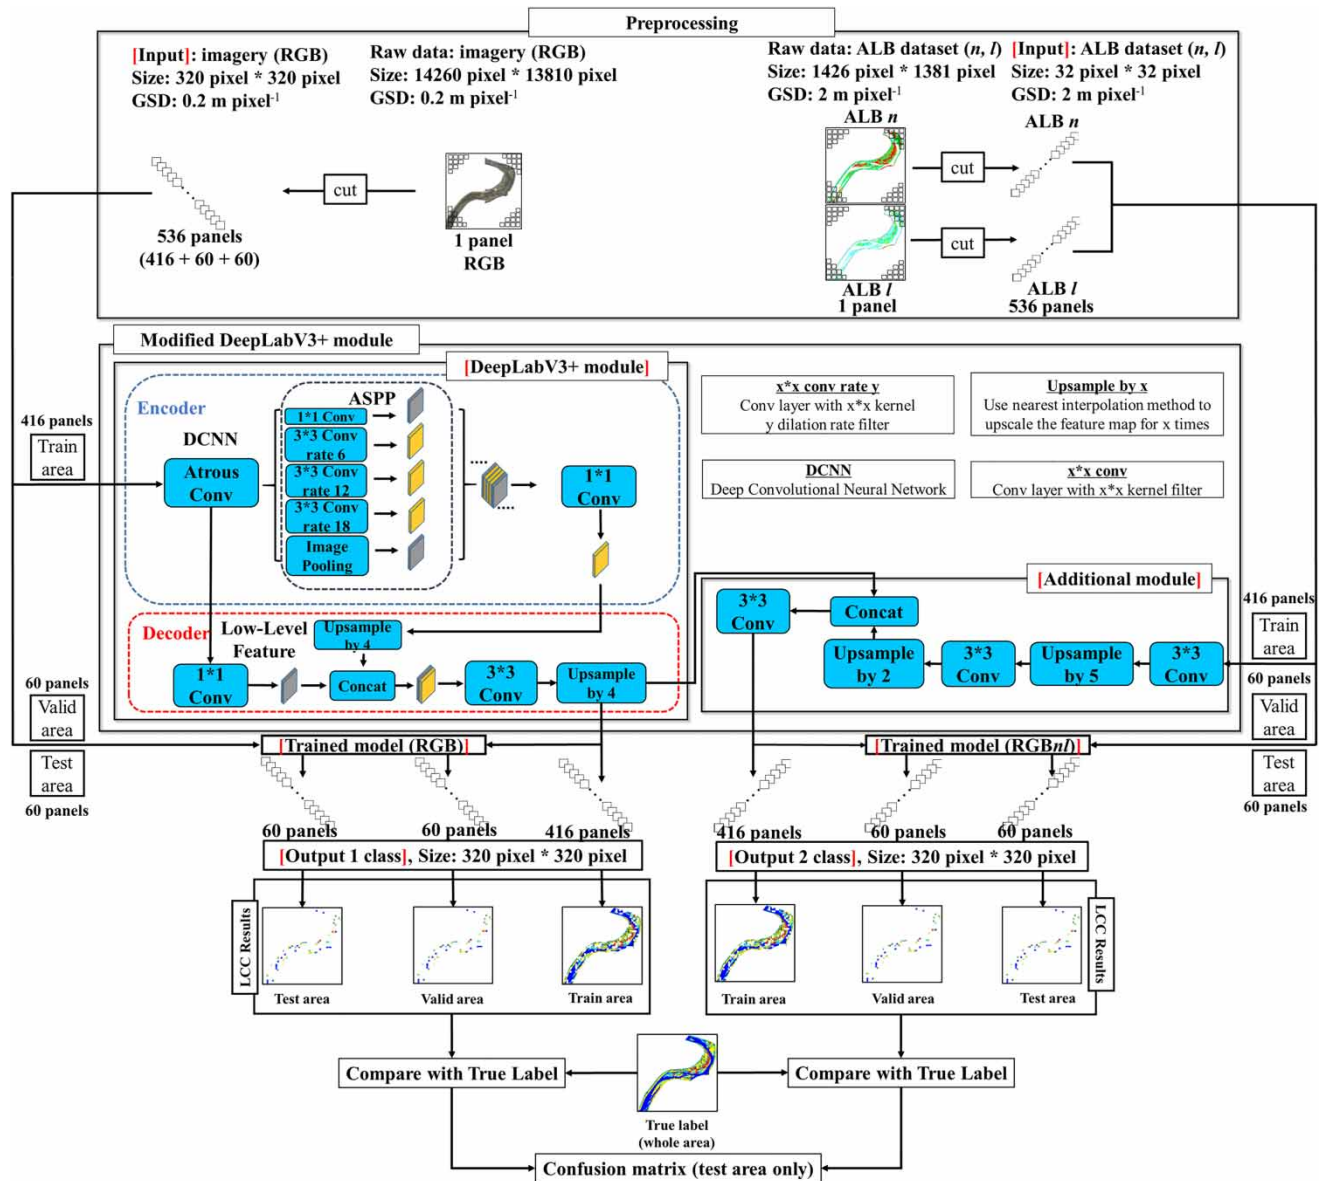 Preprocessing
[Input]: imagery (RGB)
Size: 320 pixel * 320 pixel
GSD: 0.2 m pixel-1
Raw data: imagery (RGB)
Size: 14260 pixel * 13810 pixel
GSD: 0.2 m pixel-1
Raw data: ALB dataset (n, l)
Size: 1426 pixel * 1381 pixel
GSD: 2 m pixel-1
[Input]: ALB dataset (n, l)
Size: 32 pixel * 32 pixel
GSD: 2 m pixel-1
ALB n
ALB n
cut
cut
cut
536 panels
(416 + 60 + 60)
1 panel
RGB
ALB l
1 panel
ALB l
536 panels
Modified DeepLabV3+ module
[DeepLabV3+ module]
Encoder
ASPP
DCNN
Atrous
Conv
1*1 Conv
3*3 Conv
rate 6
3*3 Conv
rate 12
3*3 Conv
rate 18
Image
Pooling
....
....
1*1
Conv
416 panels
Train
area
x*x conv rate y
Conv layer with x*x kernel
y dilation rate filter
Upsample by x
Use nearest interpolation method to
upscale the feature map for x times
DCNN
Deep Convolutional Neural Network
x*x conv
Conv layer with x*x kernel filter
Decoder
Low-Level
Feature
Upsample
by 4
1*1
Conv
Concat
3*3
Conv
Upsample
by 4
[Additional module]
3*3
Conv
Concat
Upsample
by 2
3*3
Conv
Upsample
by 5
3*3
Conv
416 panels
Train
area
60 panels
Valid
area
Test
area
60 panels
60 panels
Valid
area
Test
area
60 panels
[Trained model (RGB)]
[Trained model (RGBnl)]
60 panels
60 panels
416 panels
416 panels
60 panels
60 panels
[Output 1 class], Size: 320 pixel * 320 pixel
[Output 2 class], Size: 320 pixel * 320 pixel
LCC Results
Test area
Valid area
Train area
Train area
Valid area
Test area
LCC Results
Compare with True Label
Compare with True Label
True label
(whole area)
Confusion matrix (test area only)